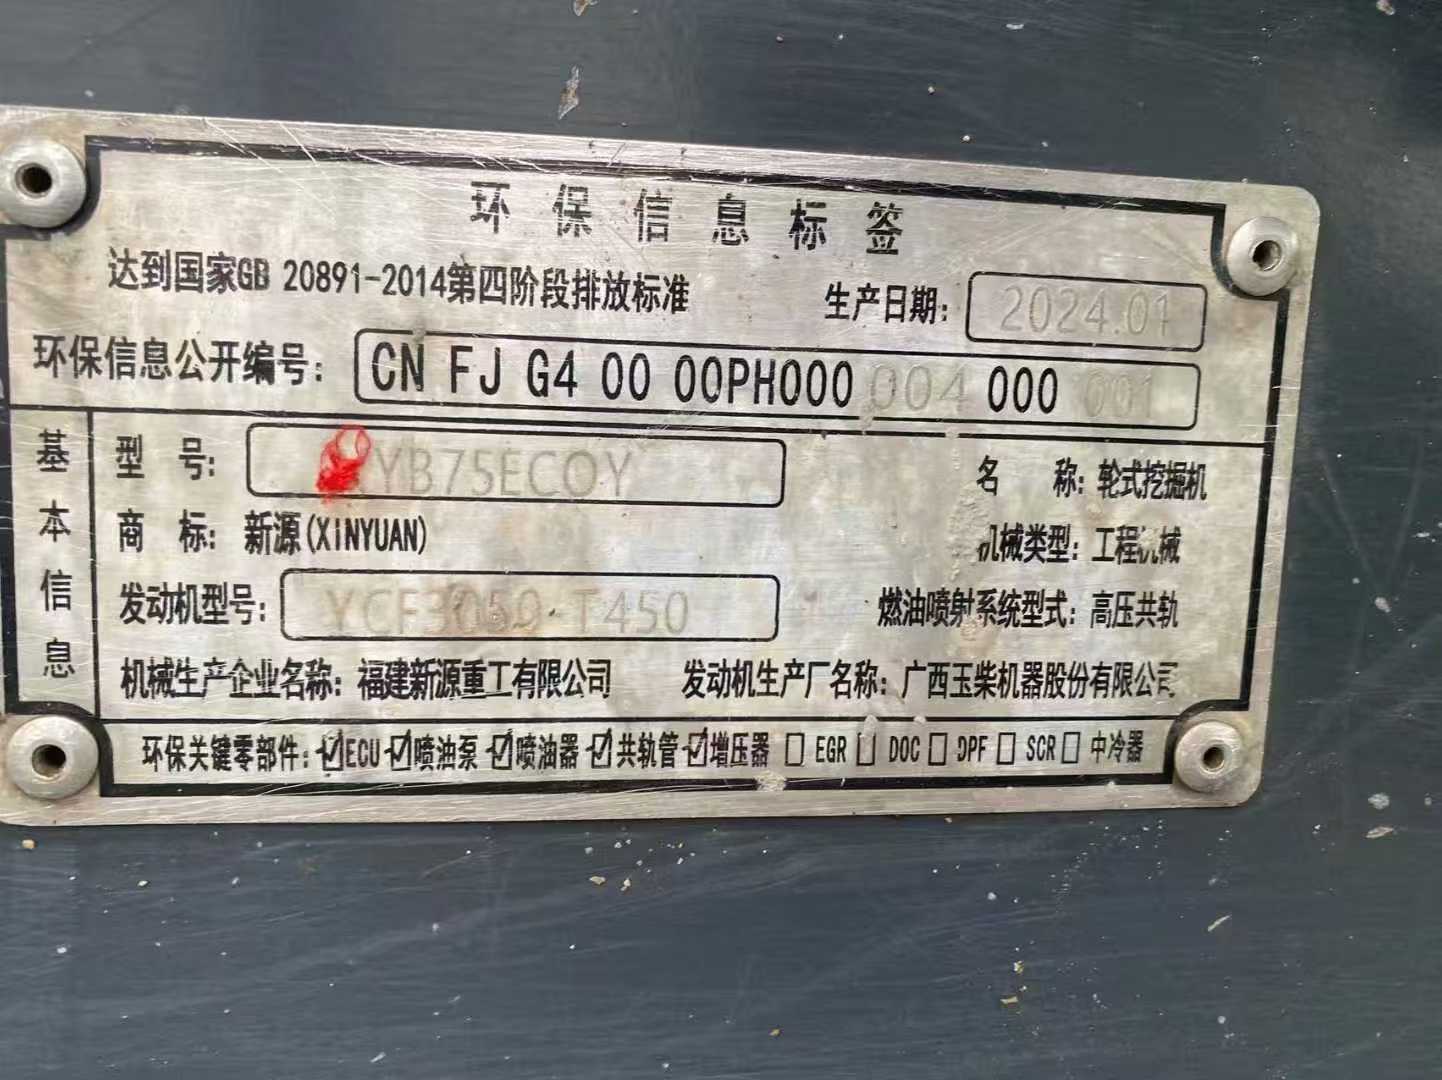 环保信息标签
达到国家GB 20891-2014第四阶段排放标准 生产日期: 2024.01
环保信息公开编号: CN FJ G4 00 00PH000 004 000 001
基本信息
型 号: YB75ECOY 名 称: 轮式挖掘机
商 标: 新源(XINYUAN) 机械类型: 工程机械
发动机型号: YCF3050-T450 燃油喷射系统型式: 高压共轨
机械生产企业名称: 福建新源重工有限公司 发动机生产厂名称: 广西玉柴机器股份有限公司
环保关键零部件: ☑ECU ☑喷油泵 ☑喷油器 ☑共轨管 ☑增压器 □ EGR □ DOC □ DPF □ SCR □ 中冷器